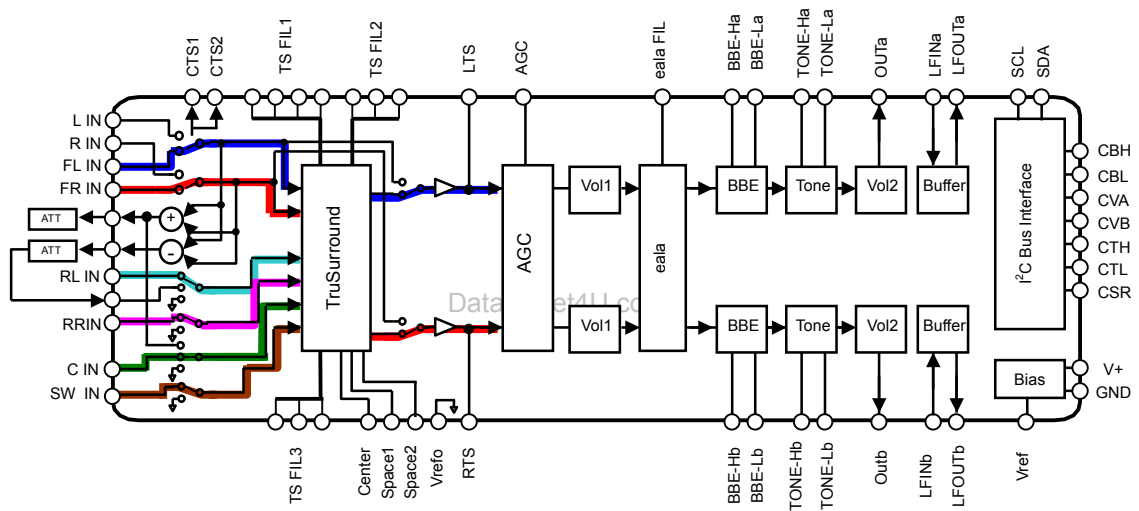 CTS1
CTS2
TS FIL1
TS FIL2
LTS
AGC
eala FIL
BBE-Ha
BBE-La
TONE-Ha
TONE-La
OUTa
LFINa
LFOUTa
SCL
SDA
L IN
R IN
FL IN
FR IN
ATT
ATT
RL IN
RRIN
C IN
SW IN
+
-
TruSurround
AGC
Vol1
Vol1
eala
BBE
Tone
Vol2
Buffer
BBE
Tone
Vol2
Buffer
I²C Bus Interface
Bias
CBH
CBL
CVA
CVB
CTH
CTL
CSR
V+
GND
TS FIL3
Center
Space1
Space2
Vrefo
RTS
BBE-Hb
BBE-Lb
TONE-Hb
TONE-Lb
Outb
LFINb
LFOUTb
Vref